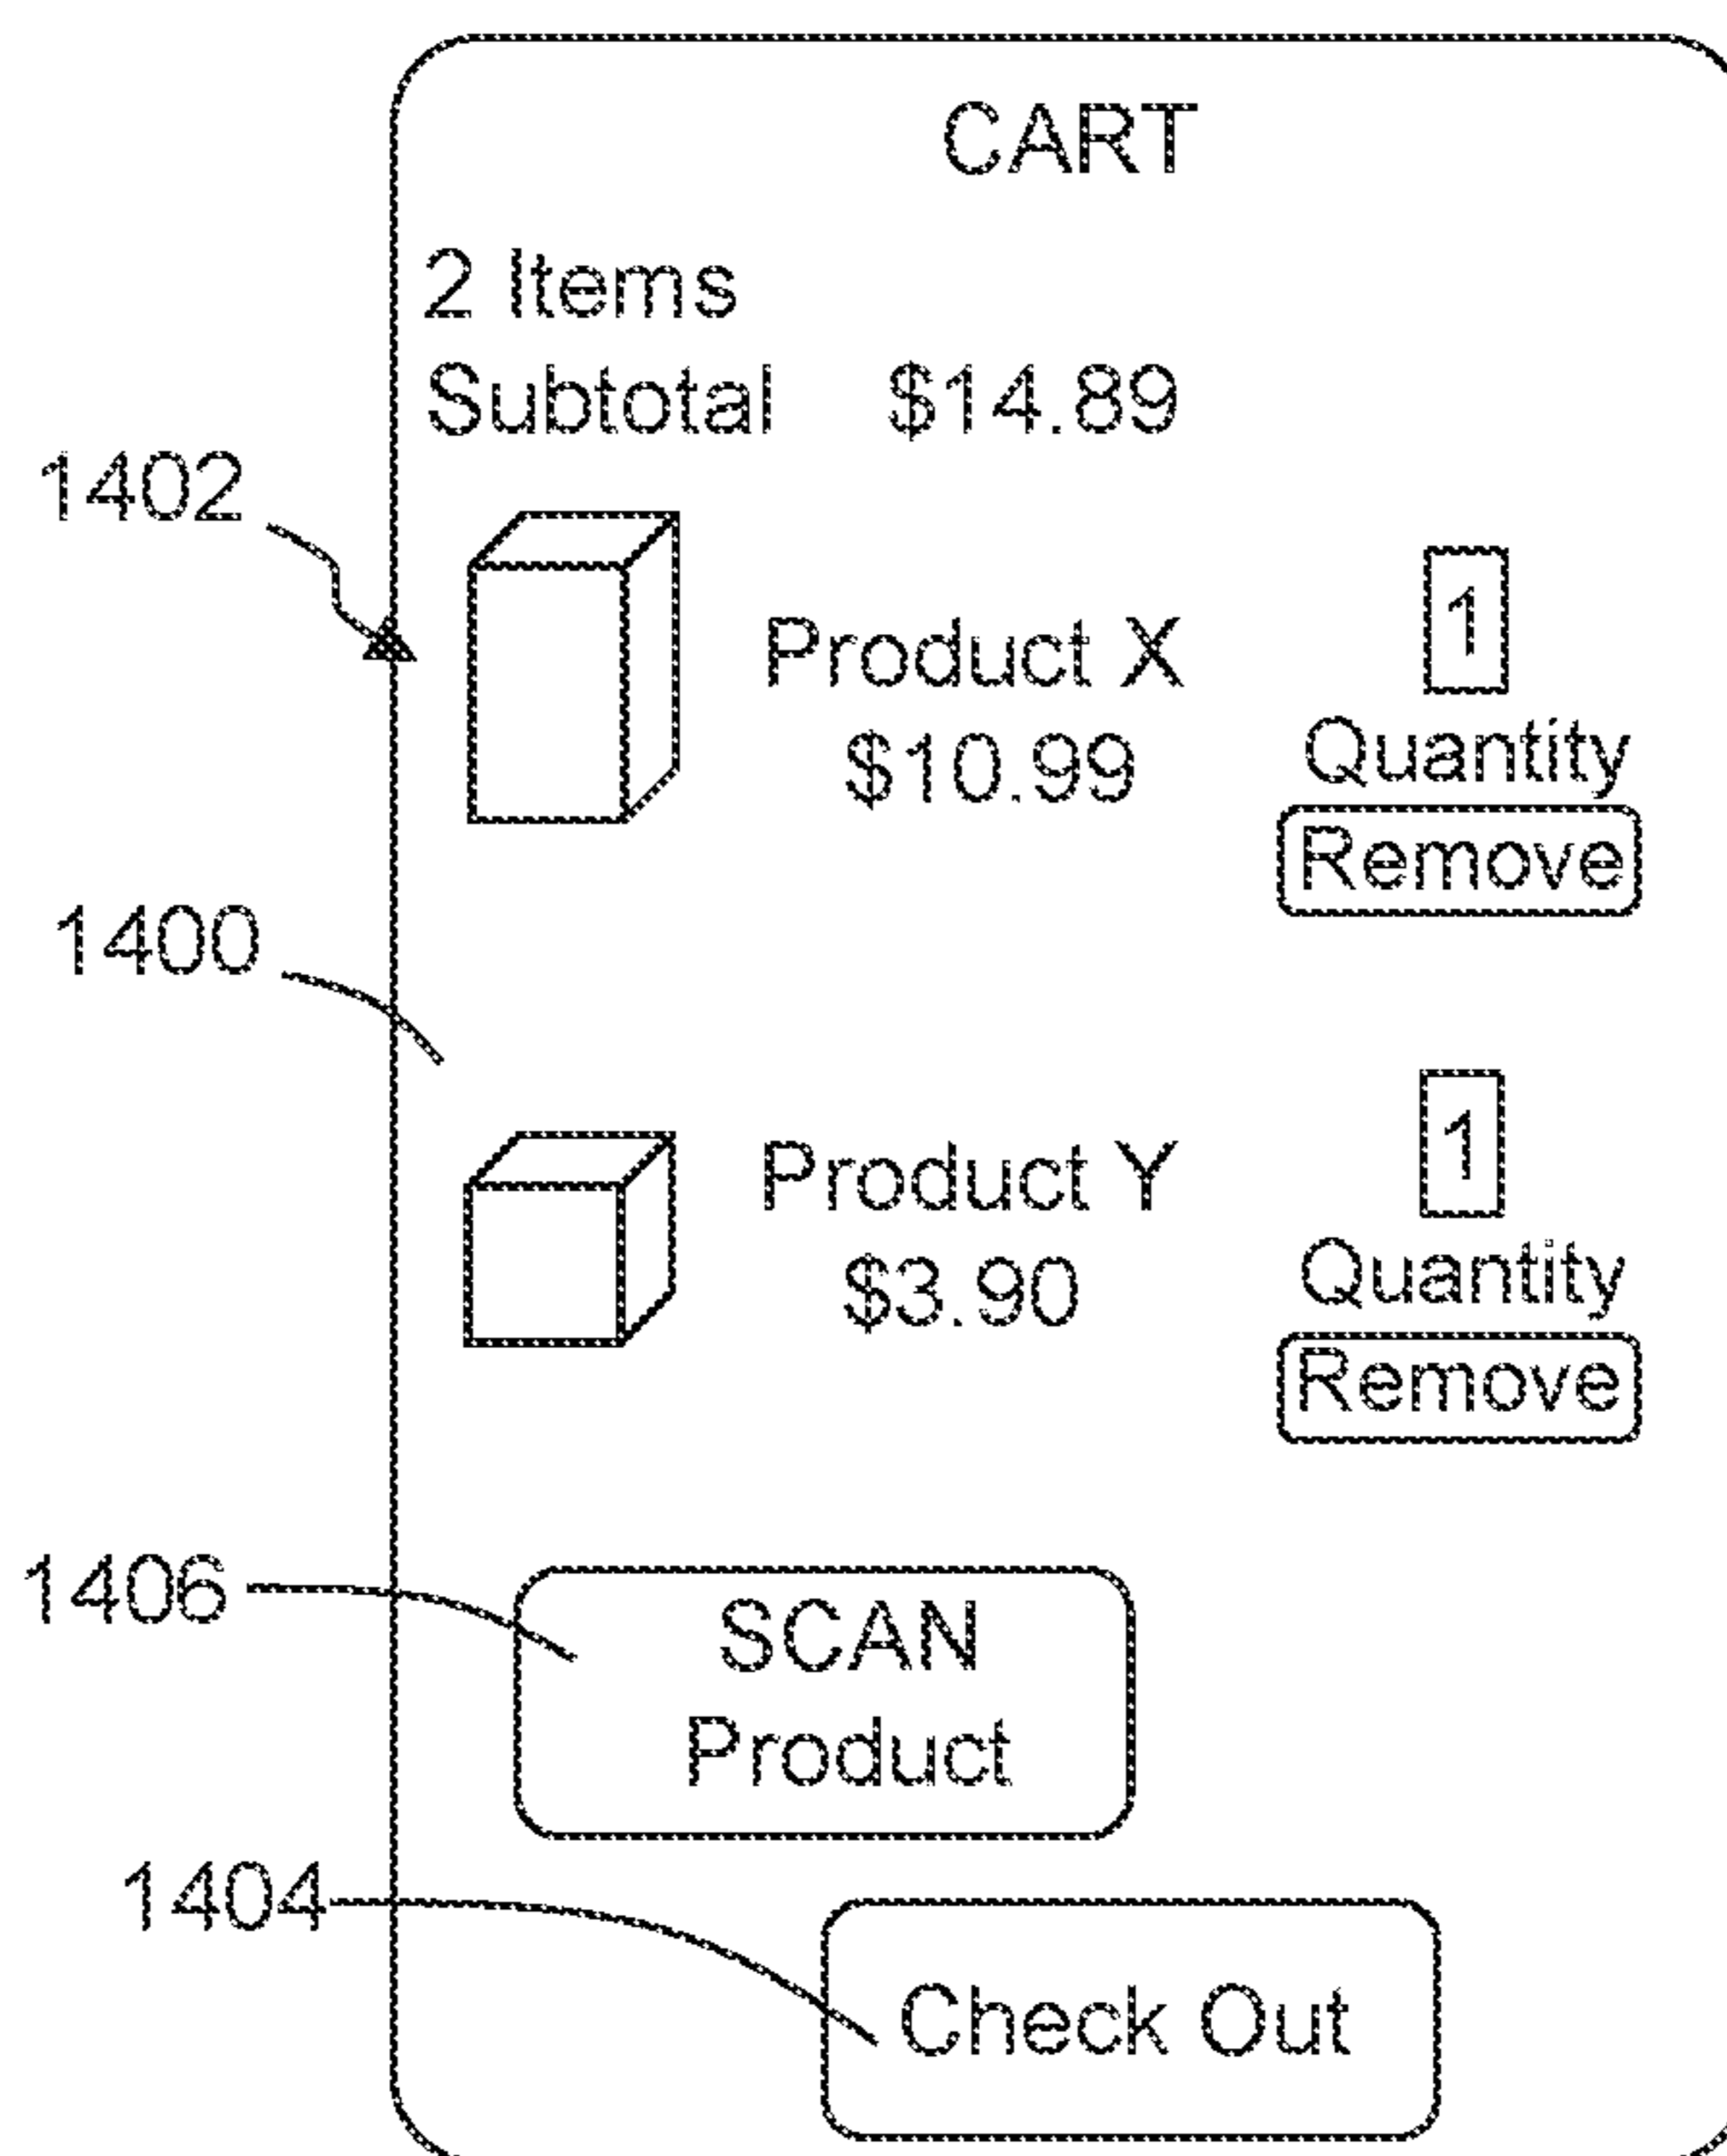 CART
2 Items
Subtotal $14.89
1402
Product X
$10.99
1
Quantity
Remove
1400
Product Y
$3.90
1
Quantity
Remove
1406
SCAN
Product
1404
Check Out